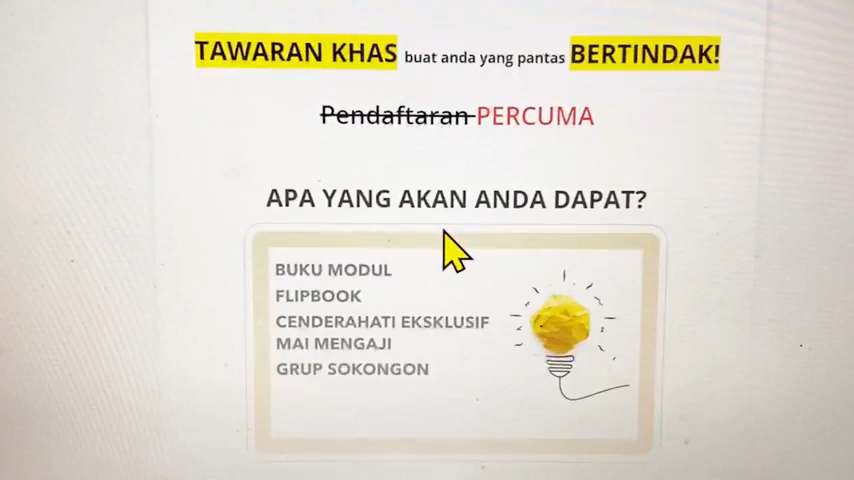 TAWARAN KHAS buat anda yang pantas BERTINDAK!
Pendaftaran PERCUMA
APA YANG AKAN ANDA DAPAT?
BUKU MODUL
FLIPBOOK
CENDERAHATI EKSKLUSIF
MAI MENGAJI
GRUP SOKONGON